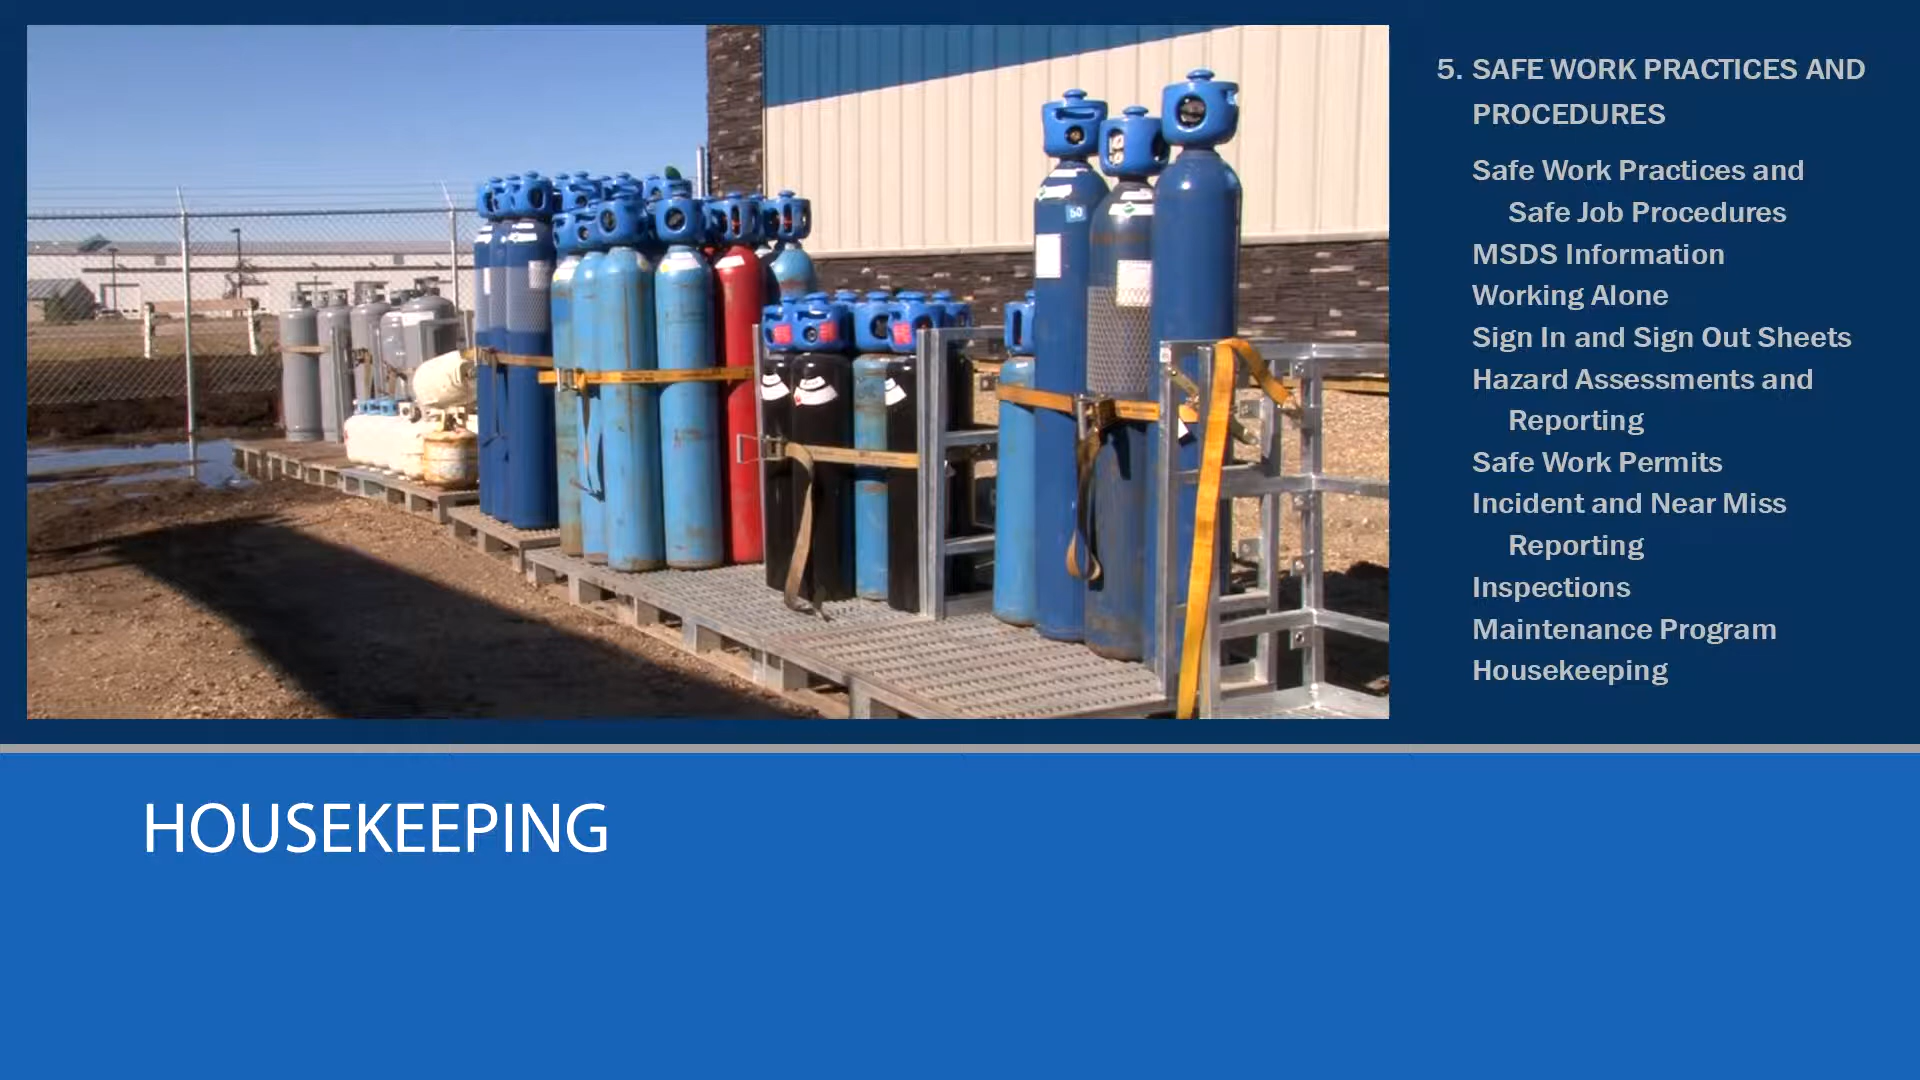 5. SAFE WORK PRACTICES AND
PROCEDURES
Safe Work Practices and
Safe Job Procedures
MSDS Information
Working Alone
Sign In and Sign Out Sheets
Hazard Assessments and
Reporting
Safe Work Permits
Incident and Near Miss
Reporting
Inspections
Maintenance Program
Housekeeping
HOUSEKEEPING